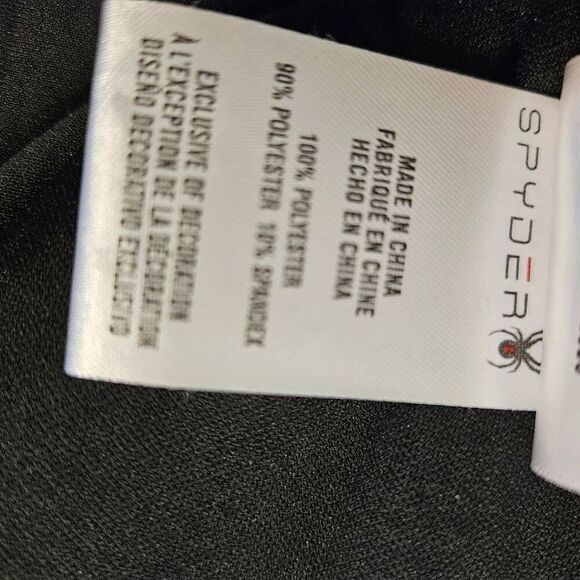 SPYDER
MADE IN CHINA
FABRIQUÉ EN CHINE
HECHO EN CHINA
100% POLYESTER
90% POLYESTER 10% SPANDEX
EXCLUSIVE OF DECORATION
À L'EXCEPTION DE LA DÉCORATION
DISENO DECORATIVO EXCLUSIVO